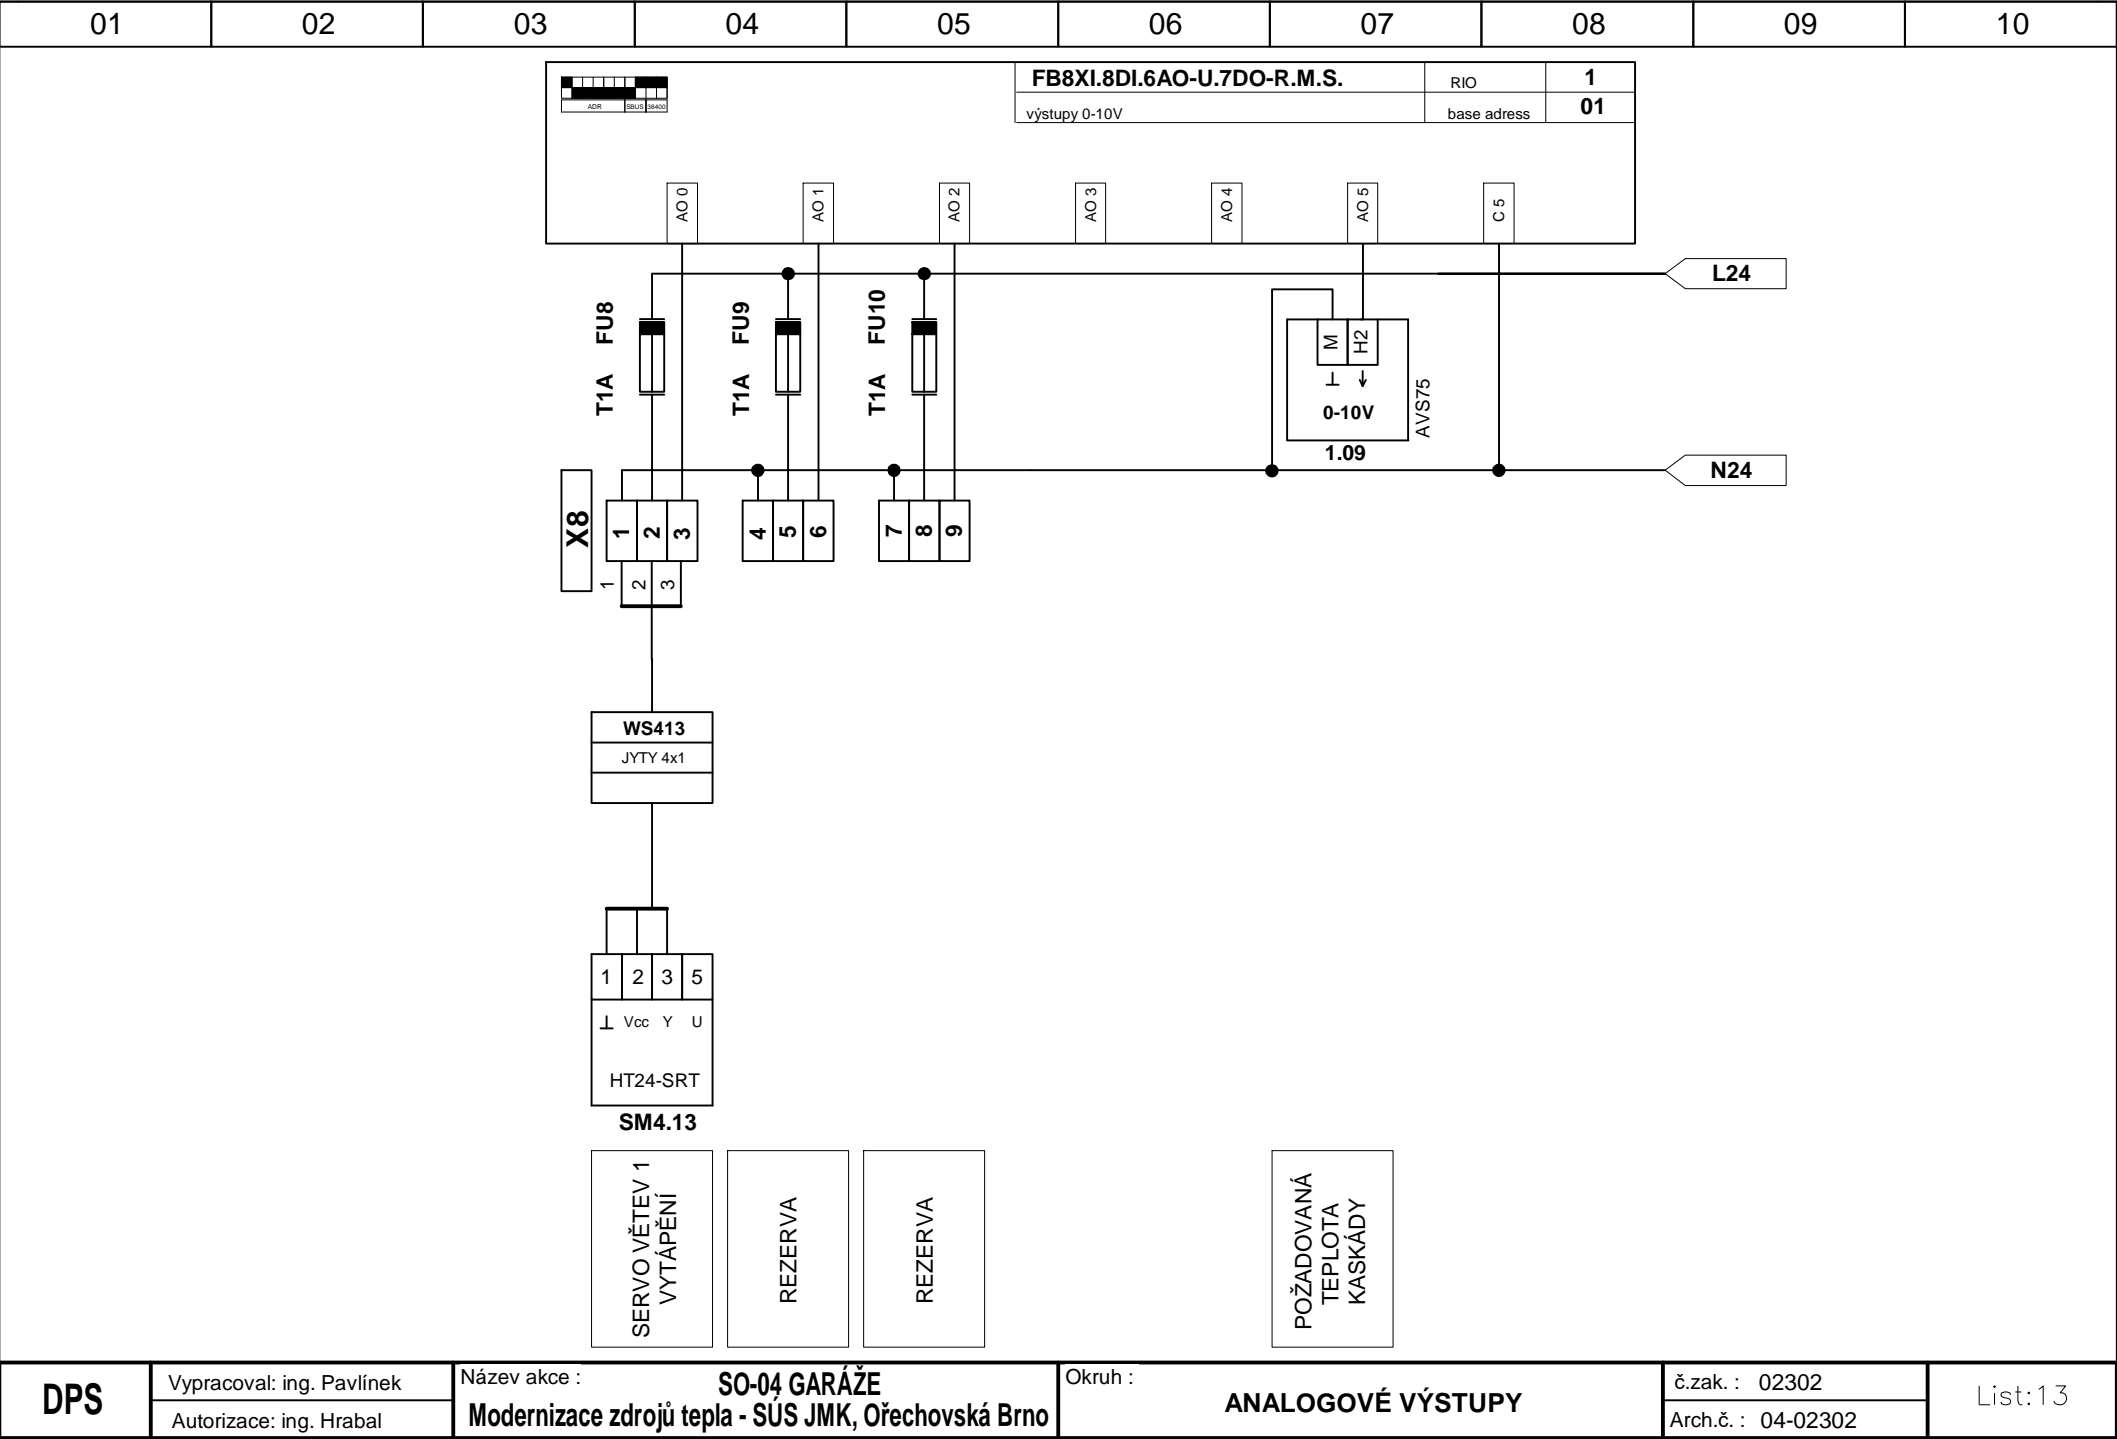 01 02 03 04 05 06 07 08 09 10
FB8XI.8DI.6AO-U.7DO-R.M.S. RIO 1
výstupy 0-10V base adress 01
ADR SBUS 38400
AO 0 AO 1 AO 2 AO 3 AO 4 AO 5 C 5
L24
FU8 FU9 FU10
T1A T1A T1A
M H2
0-10V
AVS75
1.09
N24
X8
1 2 3 4 5 6 7 8 9
1 2 3
WS413
JYTY 4x1
1 2 3 5
⊥ Vcc Y U
HT24-SRT
SM4.13
SERVO VĚTEV 1
VYTÁPĚNÍ
REZERVA
REZERVA
POŽADOVANÁ
TEPLOTA
KASKÁDY
DPS
Vypracoval: ing. Pavlínek
Autorizace: ing. Hrabal
Název akce :
SO-04 GARÁŽE
Modernizace zdrojů tepla - SÚS JMK, Ořechovská Brno
Okruh :
ANALOGOVÉ VÝSTUPY
č.zak. : 02302
Arch.č. : 04-02302
List:13